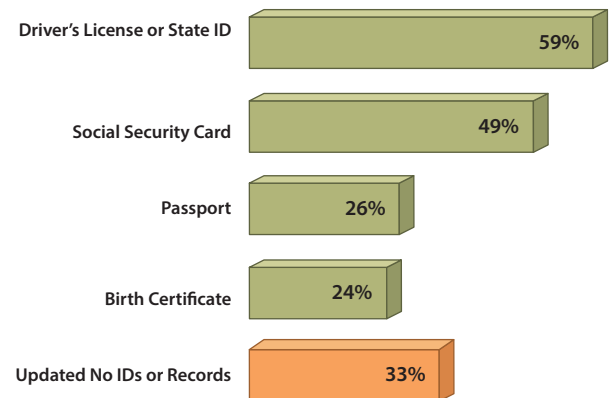 Driver’s License or State ID
59%
Social Security Card
49%
Passport
26%
Birth Certificate
24%
Updated No IDs or Records
33%